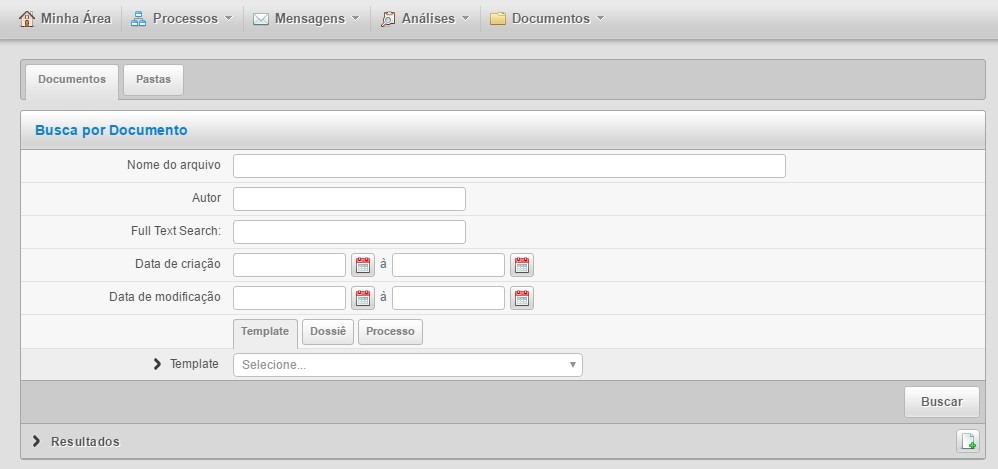 Minha Área Processos Mensagens Análises Documentos
Documentos Pastas
Busca por Documento
Nome do arquivo
Autor
Full Text Search:
Data de criação à
Data de modificação à
Template Dossiê Processo
Template Selecione...
Buscar
Resultados